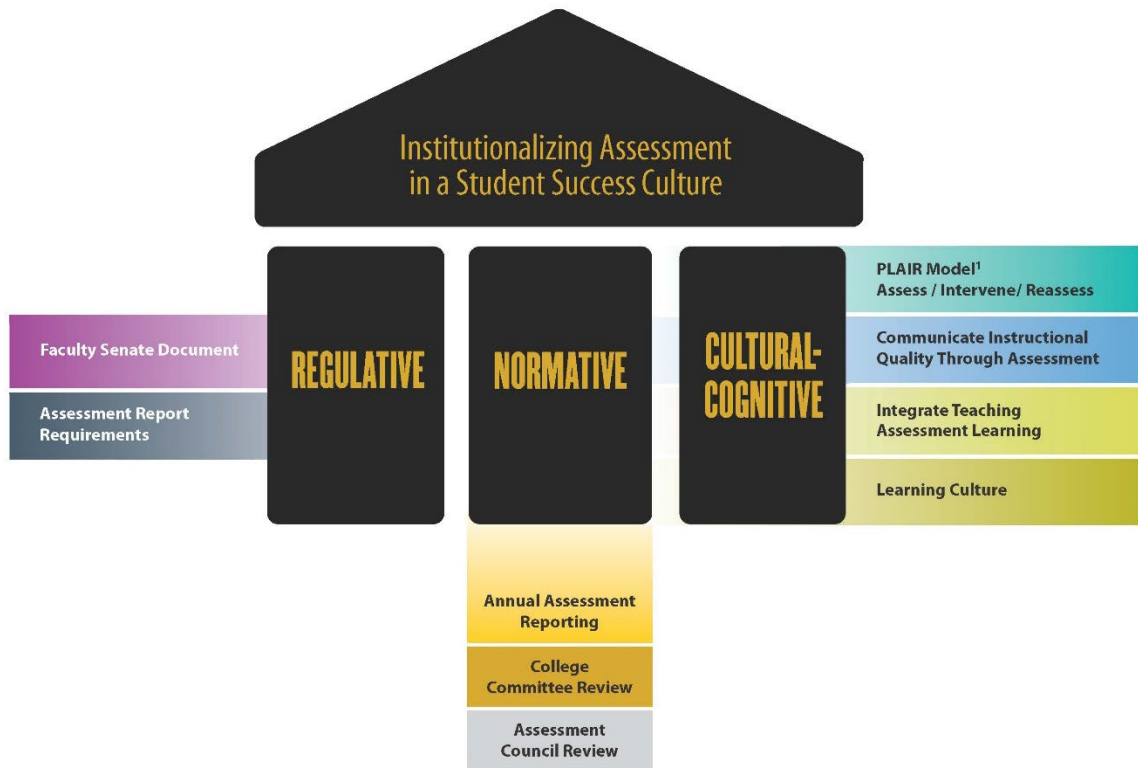 Institutionalizing Assessment
in a Student Success Culture
Faculty Senate Document
Assessment Report
Requirements
REGULATIVE
NORMATIVE
CULTURAL-
COGNITIVE
PLAIR Model¹
Assess / Intervene/ Reassess
Communicate Instructional
Quality Through Assessment
Integrate Teaching
Assessment Learning
Learning Culture
Annual Assessment
Reporting
College
Committee Review
Assessment
Council Review